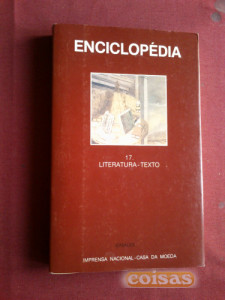 ENCICLOPÉDIA
17.
LITERATURA-TEXTO
IMPRENSA NACIONAL-CASA DA MOEDA
coisas